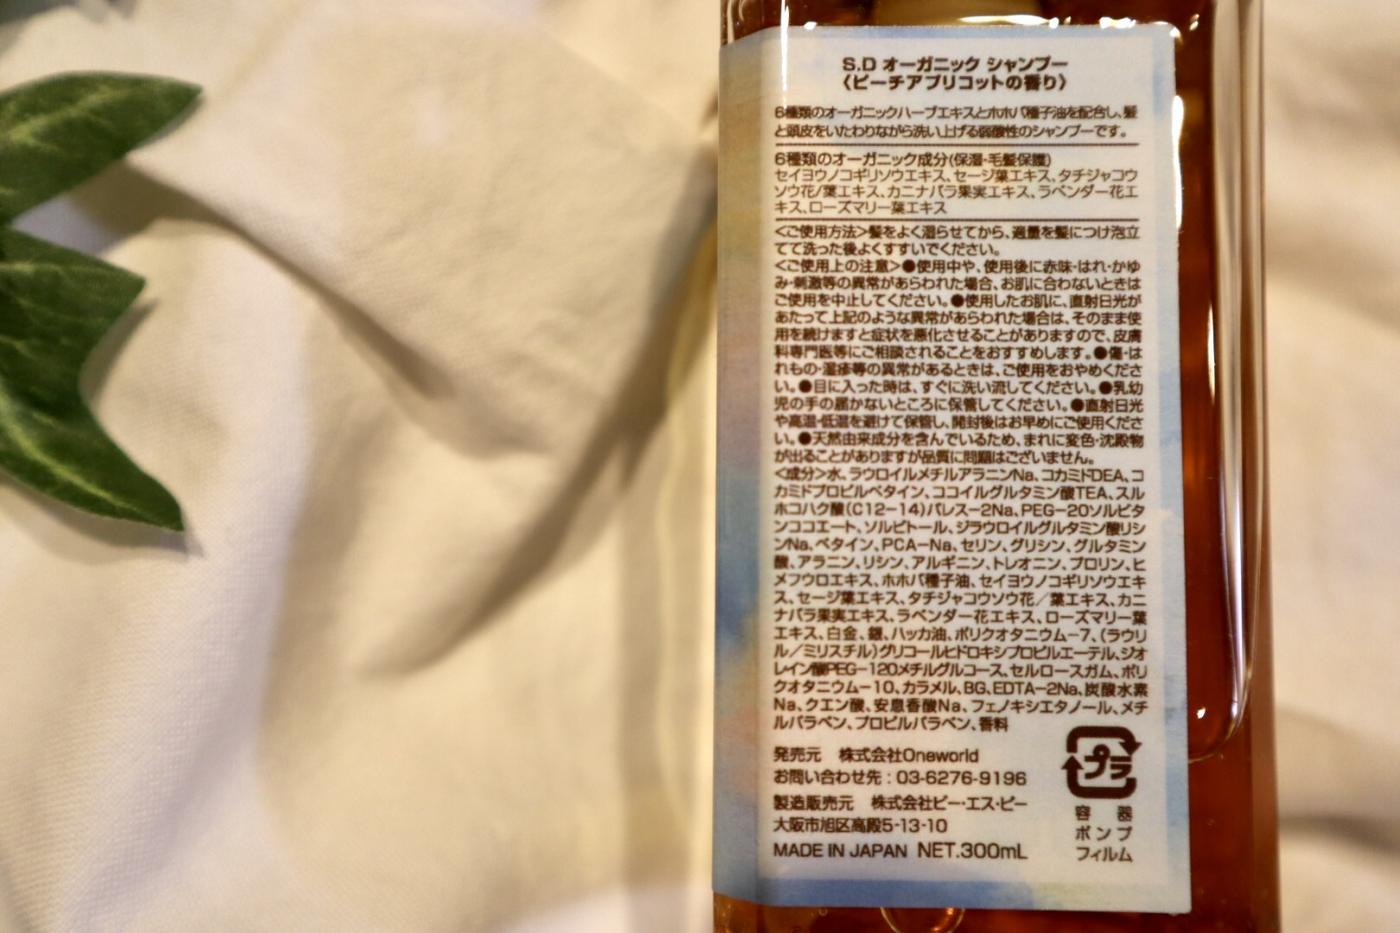 S.D オーガニック シャンプー
〈ピーチアプリコットの香り〉
6種類のオーガニックハーブエキスとホホバ種子油を配合し、髪
と頭皮をいたわりながら洗い上げる弱酸性のシャンプーです。
6種類のオーガニック成分(保湿・毛髪保護)
セイヨウノコギリソウエキス、セージ葉エキス、タチジャコウ
ソウ花/葉エキス、カニナバラ果実エキス、ラベンダー花エ
キス、ローズマリー葉エキス
＜ご使用方法＞髪をよく湿らせてから、適量を髪につけ泡立
てて洗った後よくすすいでください。
＜ご使用上の注意＞●使用中や、使用後に赤味・はれ・かゆ
み・刺激等の異常があらわれた場合、お肌に合わないときは
ご使用を中止してください。●使用したお肌に、直射日光が
あたって上記のような異常があらわれた場合は、そのまま使
用を続けますと症状を悪化させることがありますので、皮膚
科専門医等にご相談されることをおすすめします。●傷・は
れもの・湿疹等の異常があるときは、ご使用をおやめくださ
い。●目に入った時は、すぐに洗い流してください。●乳幼
児の手の届かないところに保管してください。●直射日光
や高温・低温を避けて保管し、開封後はお早めにご使用くださ
い。●天然由来成分を含んでいるため、まれに変色・沈殿物
が出ることがありますが品質に問題はございません。
＜成分＞水、ラウロイルメチルアラニンNa、コカミドDEA、コ
カミドプロピルベタイン、ココイルグルタミン酸TEA、スル
ホコハク酸(C12-14)パレス-2Na、PEG-20ソルビタ
ンココエート、ソルビトール、ジラウロイルグルタミン酸リシ
ンNa、ベタイン、PCA-Na、セリン、グリシン、グルタミン
酸、アラニン、リシン、アルギニン、トレオニン、プロリン、ヒ
メフウロエキス、ホホバ種子油、セイヨウノコギリソウエキ
ス、セージ葉エキス、タチジャコウソウ花／葉エキス、カニ
ナバラ果実エキス、ラベンダー花エキス、ローズマリー葉
エキス、白金、銀、ハッカ油、ポリクオタニウム-7、(ラウリ
ル／ミリスチル)グリコールヒドロキシプロピルエーテル、ジオ
レイン酸PEG-120メチルグルコース、セルロースガム、ポリ
クオタニウム-10、カラメル、BG、EDTA-2Na、炭酸水素
Na、クエン酸、安息香酸Na、フェノキシエタノール、メチ
ルパラベン、プロピルパラベン、香料
発売元 株式会社Oneworld
お問い合わせ先：03-6276-9196
製造販売元 株式会社ピー・エス・ピー
大阪市旭区高殿5-13-10
MADE IN JAPAN NET.300mL
プラ
容 器
ポンプ
フィルム